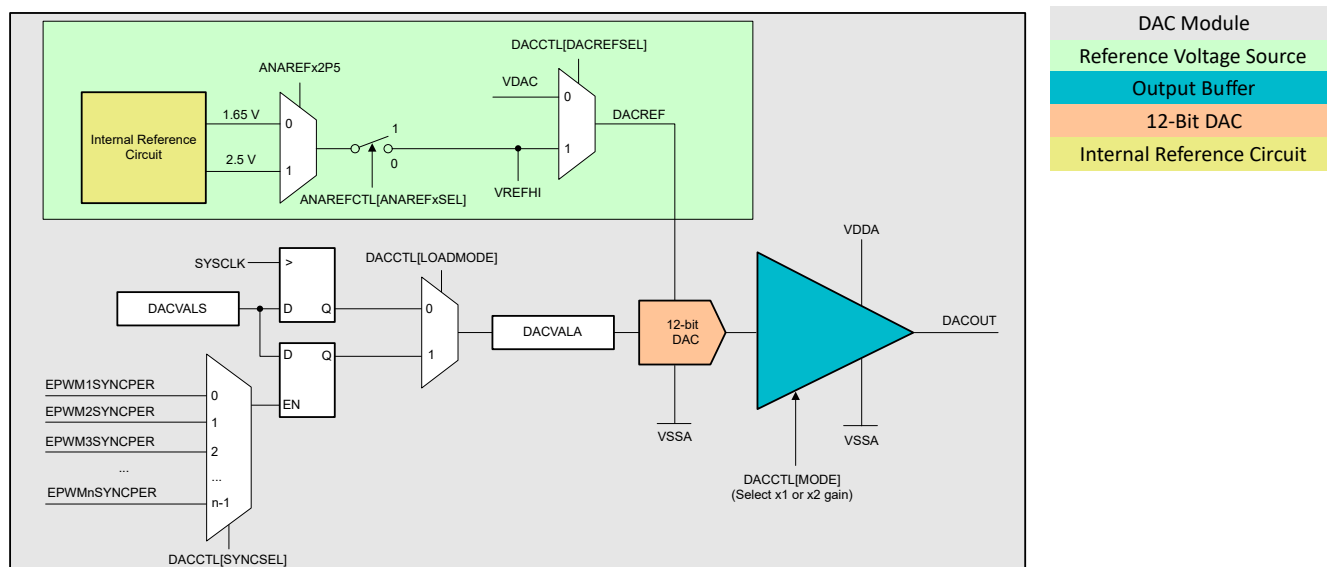 DACCTL[DACREFSEL]
ANAREFx2P5
VDAC
0
Internal Reference
Circuit
1.65 V
0
DACREF
2.5 V
1
1
0
1
ANAREFCTL[ANAREFxSEL]
VREFHI
SYSCLK
>
DACCTL[LOADMODE]
VDDA
DACVALS
D
Q
0
DACVALA
12-bit
DAC
DACOUT
D
Q
1
EN
EPWM1SYNCPER
0
EPWM2SYNCPER
1
EPWM3SYNCPER
2
...
...
EPWMnSYNCPER
n-1
VSSA
VSSA
DACCTL[MODE]
(Select x1 or x2 gain)
DACCTL[SYNCSEL]
DAC Module
Reference Voltage Source
Output Buffer
12-Bit DAC
Internal Reference Circuit